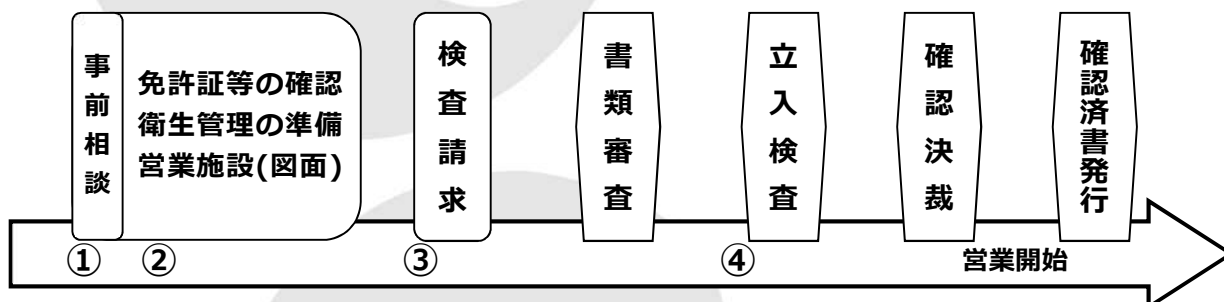 事前相談
免許証等の確認
衛生管理の準備
営業施設(図面)
検査請求
書類審査
立入検査
確認決裁
確認済書発行
① ② ③ ④ 営業開始